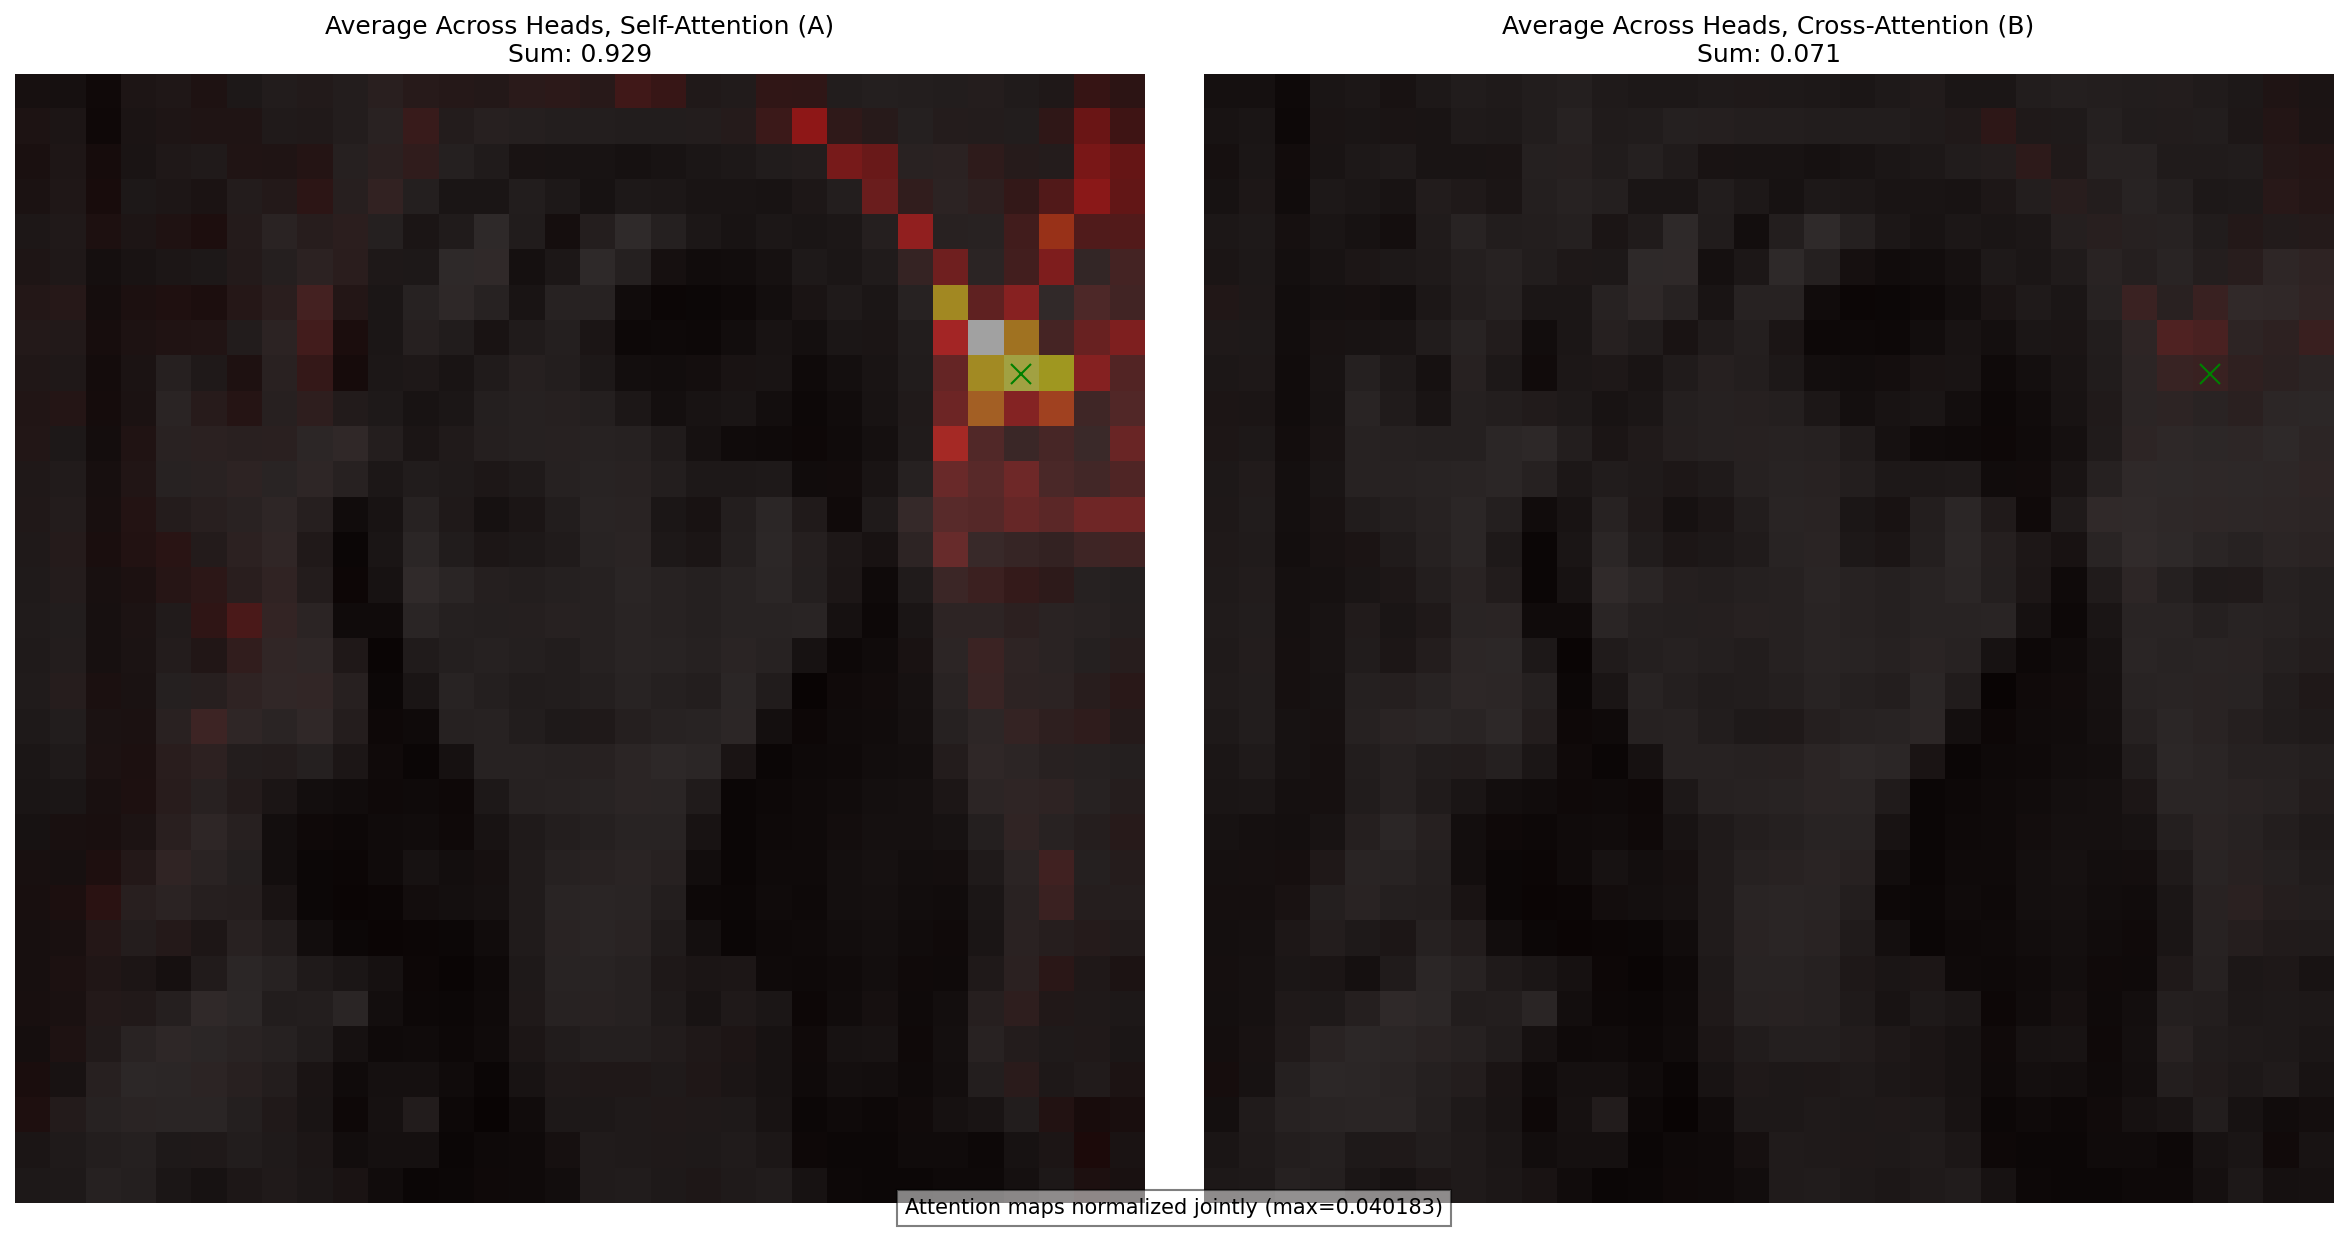 Average Across Heads, Self-Attention (A)
Sum: 0.929
Average Across Heads, Cross-Attention (B)
Sum: 0.071
Attention maps normalized jointly (max=0.040183)